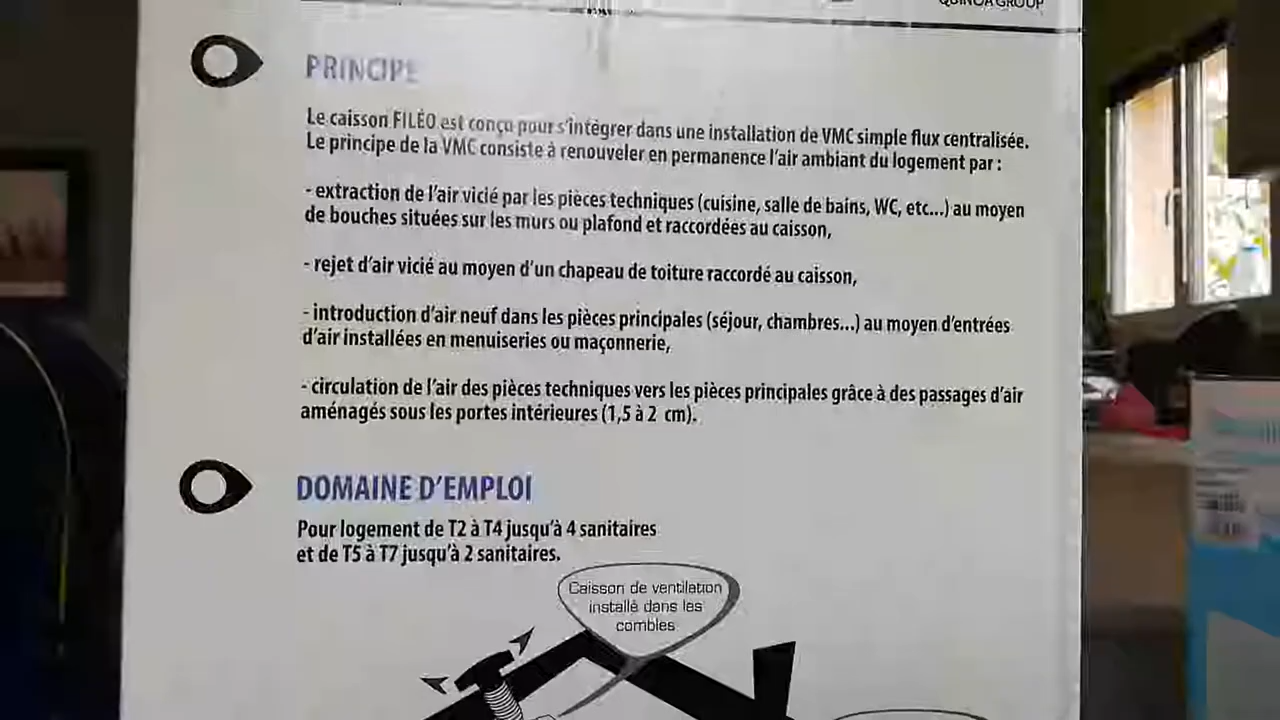 QUINOA GROUP
PRINCIPE
Le caisson FILÉO est conçu pour s'intégrer dans une installation de VMC simple flux centralisée.
Le principe de la VMC consiste à renouveler en permanence l'air ambiant du logement par :
- extraction de l'air vicié par les pièces techniques (cuisine, salle de bains, WC, etc...) au moyen
de bouches situées sur les murs ou plafond et raccordées au caisson,
- rejet d'air vicié au moyen d'un chapeau de toiture raccordé au caisson,
- introduction d'air neuf dans les pièces principales (séjour, chambres...) au moyen d'entrées
d'air installées en menuiseries ou maçonnerie,
- circulation de l'air des pièces techniques vers les pièces principales grâce à des passages d'air
aménagés sous les portes intérieures (1,5 à 2 cm).
DOMAINE D'EMPLOI
Pour logement de T2 à T4 jusqu'à 4 sanitaires
et de T5 à T7 jusqu'à 2 sanitaires.
Caisson de ventilation
installé dans les
combles